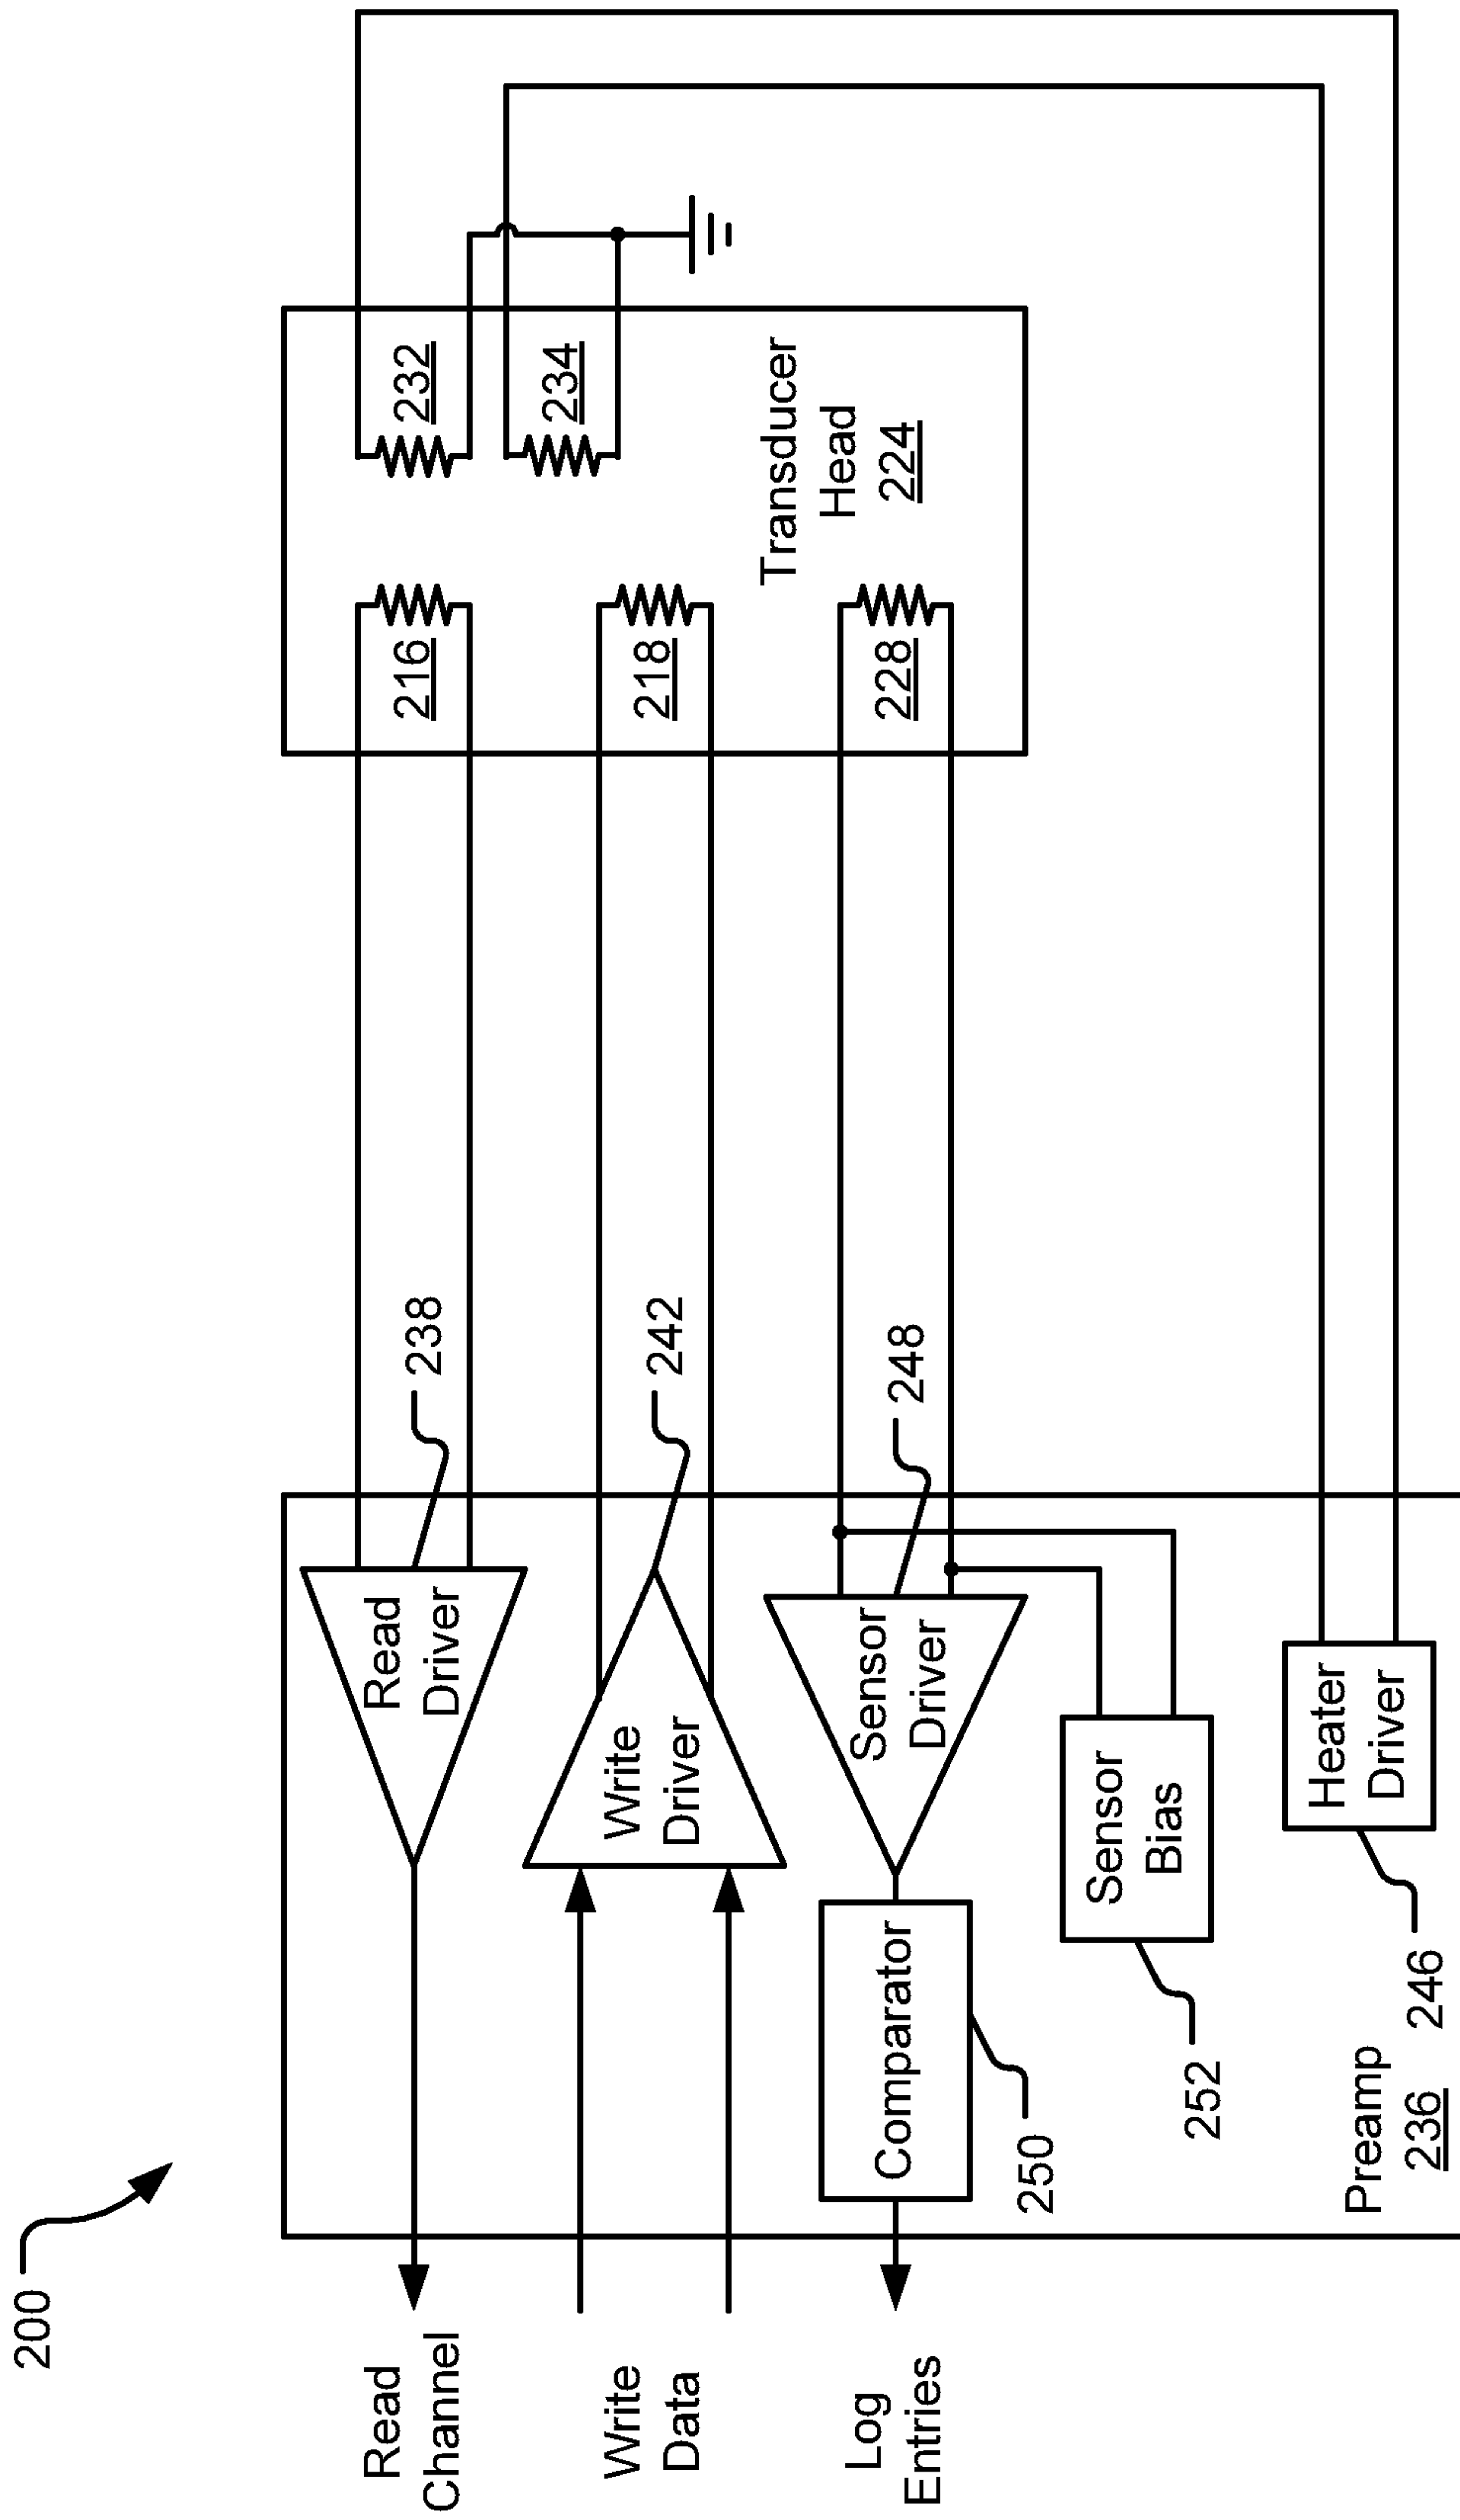 200
Read
Channel
Write
Data
Log
Entries
Read
Driver
238
Write
Driver
242
Sensor
Driver
248
Comparator
250
Sensor
Bias
252
Heater
Driver
246
Preamp
236
216
232
234
218
228
Transducer
Head
224